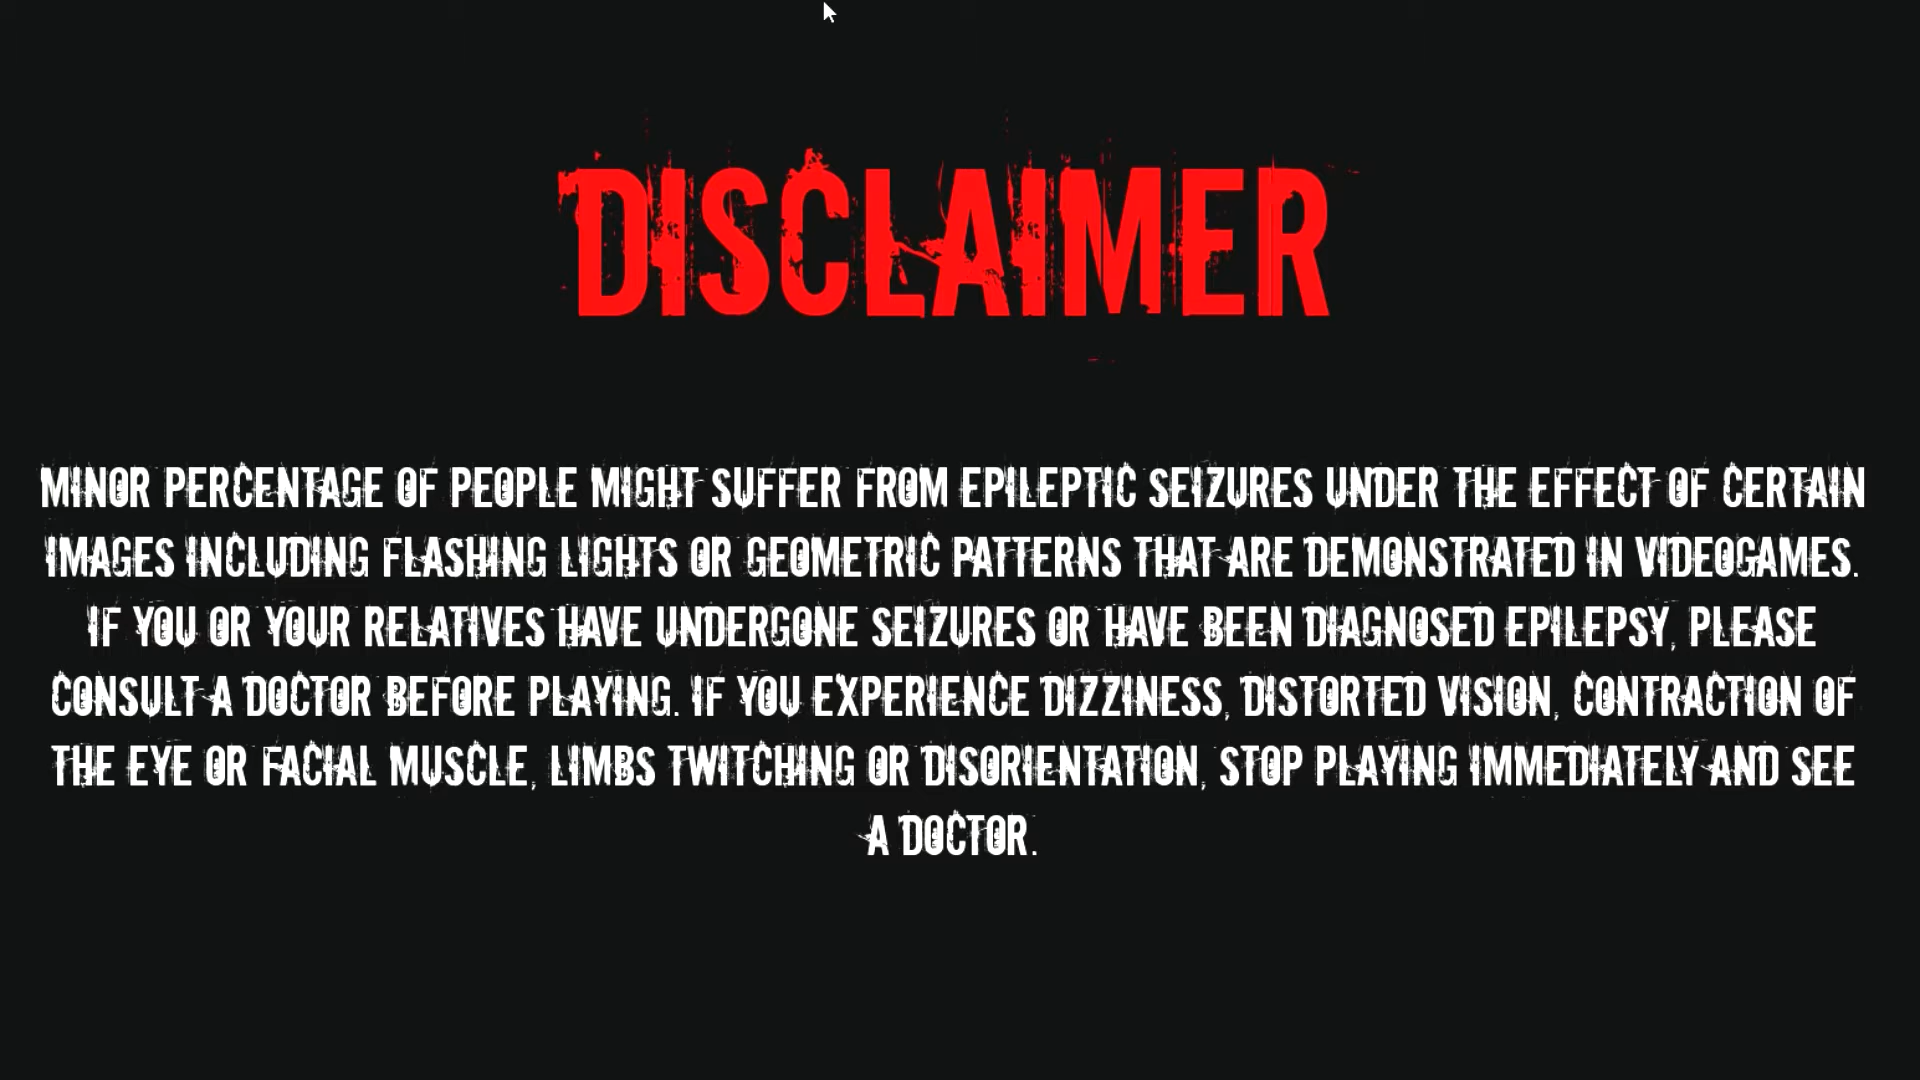 DISCLAIMER
MINOR PERCENTAGE OF PEOPLE MIGHT SUFFER FROM EPILEPTIC SEIZURES UNDER THE EFFECT OF CERTAIN
IMAGES INCLUDING FLASHING LIGHTS OR GEOMETRIC PATTERNS THAT ARE DEMONSTRATED IN VIDEOGAMES.
IF YOU OR YOUR RELATIVES HAVE UNDERGONE SEIZURES OR HAVE BEEN DIAGNOSED EPILEPSY, PLEASE
CONSULT A DOCTOR BEFORE PLAYING. IF YOU EXPERIENCE DIZZINESS, DISTORTED VISION, CONTRACTION OF
THE EYE OR FACIAL MUSCLE, LIMBS TWITCHING OR DISORIENTATION, STOP PLAYING IMMEDIATELY AND SEE
A DOCTOR.